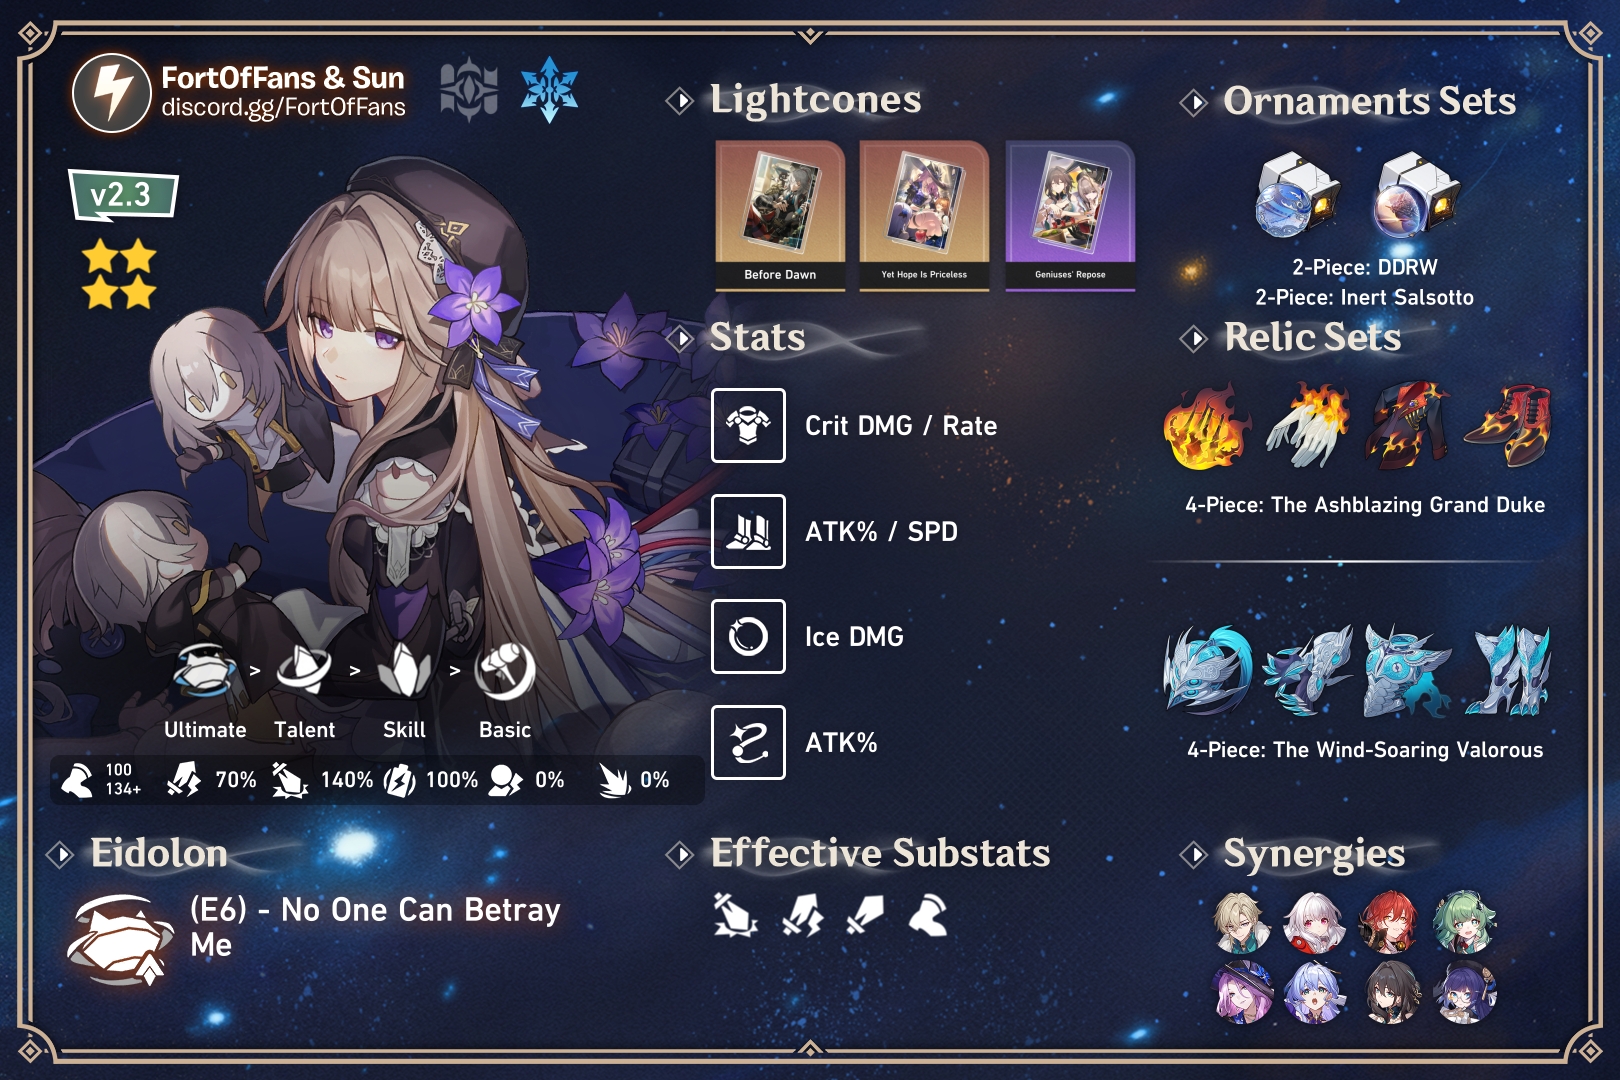 FortOfFans & Sun
discord.gg/FortOfFans
v2.3
Ultimate > Talent > Skill > Basic
100
134+
70%
140%
100%
0%
0%
Eidolon
(E6) - No One Can Betray
Me
Lightcones
Before Dawn
Yet Hope Is Priceless
Geniuses' Repose
Stats
Crit DMG / Rate
ATK% / SPD
Ice DMG
ATK%
Effective Substats
Ornaments Sets
2-Piece: DDRW
2-Piece: Inert Salsotto
Relic Sets
4-Piece: The Ashblazing Grand Duke
4-Piece: The Wind-Soaring Valorous
Synergies